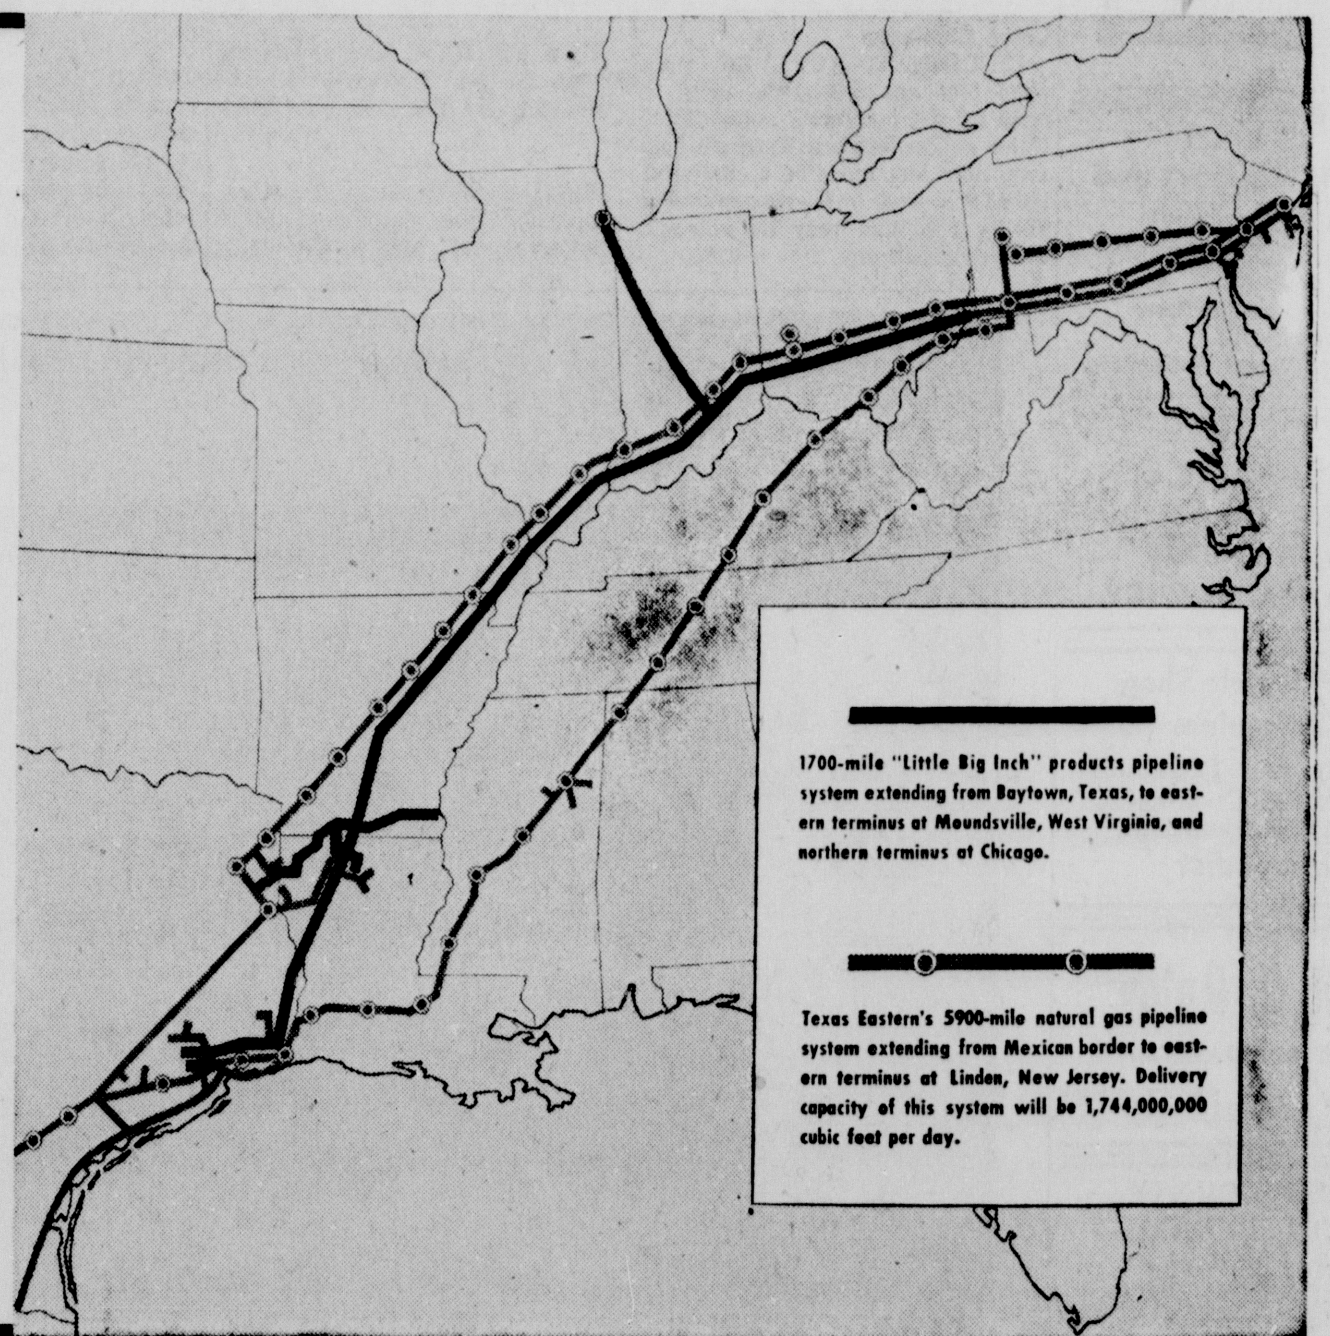 1700-mile "Little Big Inch" products pipeline
system extending from Baytown, Texas, to east-
ern terminus at Moundsville, West Virginia, and
northern terminus at Chicago.
Texas Eastern's 5900-mile natural gas pipeline
system extending from Mexican border to east-
ern terminus at Linden, New Jersey. Delivery
capacity of this system will be 1,744,000,000
cubic feet per day.